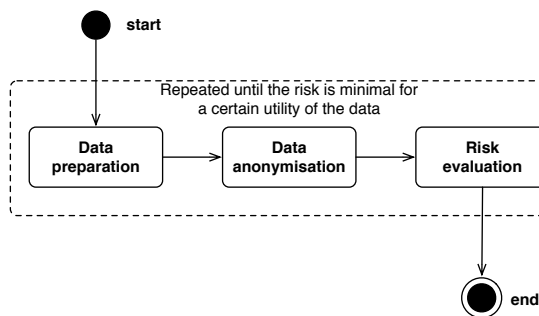 start
Repeated until the risk is minimal for
a certain utility of the data
Data
preparation
Data
anonymisation
Risk
evaluation
end